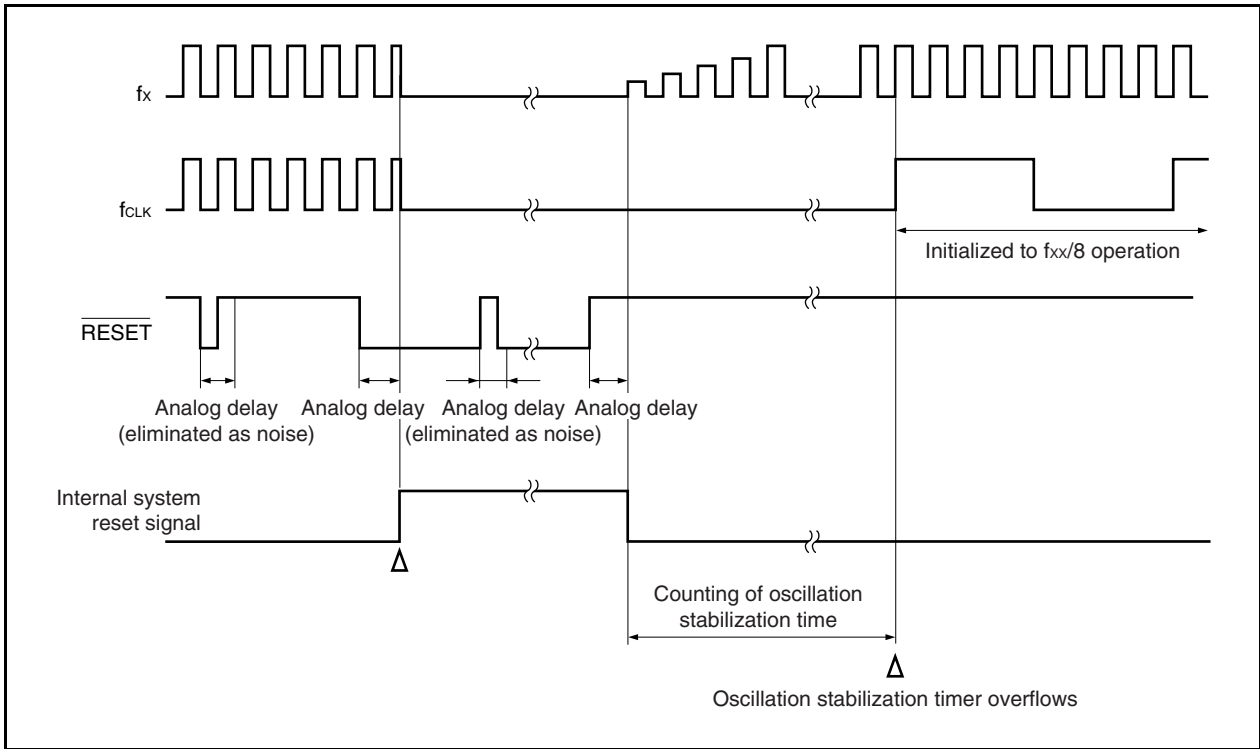 fX
fCLK
Initialized to fXX/8 operation
RESET
Analog delay
(eliminated as noise)
Analog delay
Analog delay
(eliminated as noise)
Analog delay
Internal system
reset signal
Counting of oscillation
stabilization time
Oscillation stabilization timer overflows